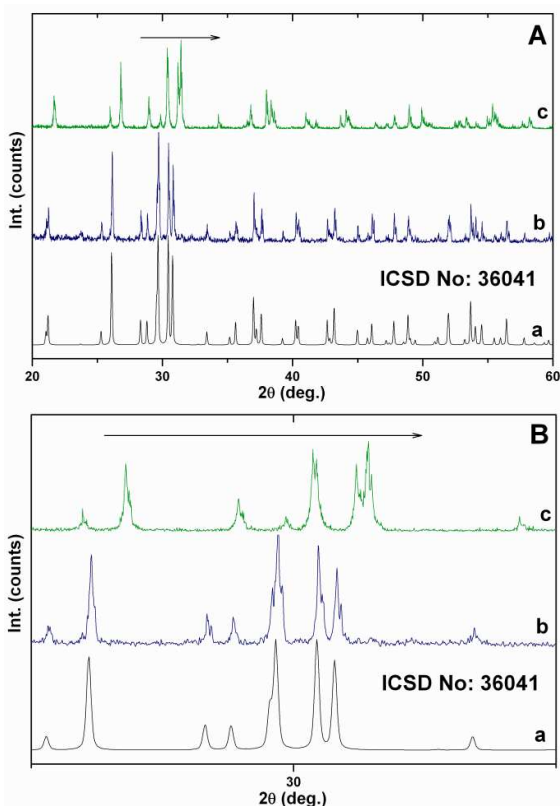 A
c
b
ICSD No: 36041
a
Int. (counts)
20 30 40 50 60
2θ (deg.)
B
c
b
ICSD No: 36041
a
Int. (counts)
30
2θ (deg.)